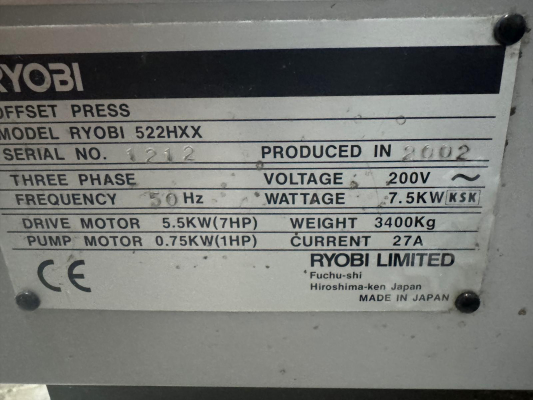 RYOBI
OFFSET PRESS
MODEL RYOBI 522HXX
SERIAL NO. 1212 PRODUCED IN 2002
THREE PHASE VOLTAGE 200V ~
FREQUENCY 50 Hz WATTAGE 7.5KW KSK
DRIVE MOTOR 5.5KW(7HP) WEIGHT 3400Kg
PUMP MOTOR 0.75KW(1HP) CURRENT 27A
CE
RYOBI LIMITED
Fuchu-shi
Hiroshima-ken Japan
MADE IN JAPAN